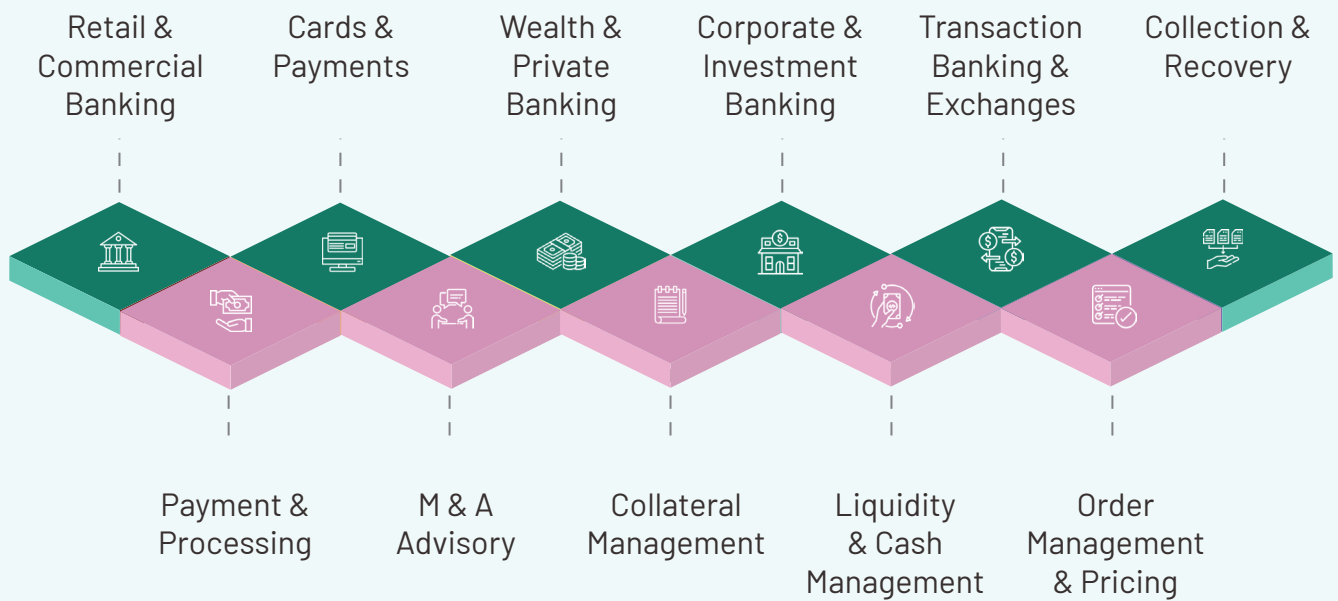 Retail &
Commercial
Banking
Cards &
Payments
Wealth &
Private
Banking
Corporate &
Investment
Banking
Transaction
Banking &
Exchanges
Collection &
Recovery
Payment &
Processing
M & A
Advisory
Collateral
Management
Liquidity
& Cash
Management
Order
Management
& Pricing